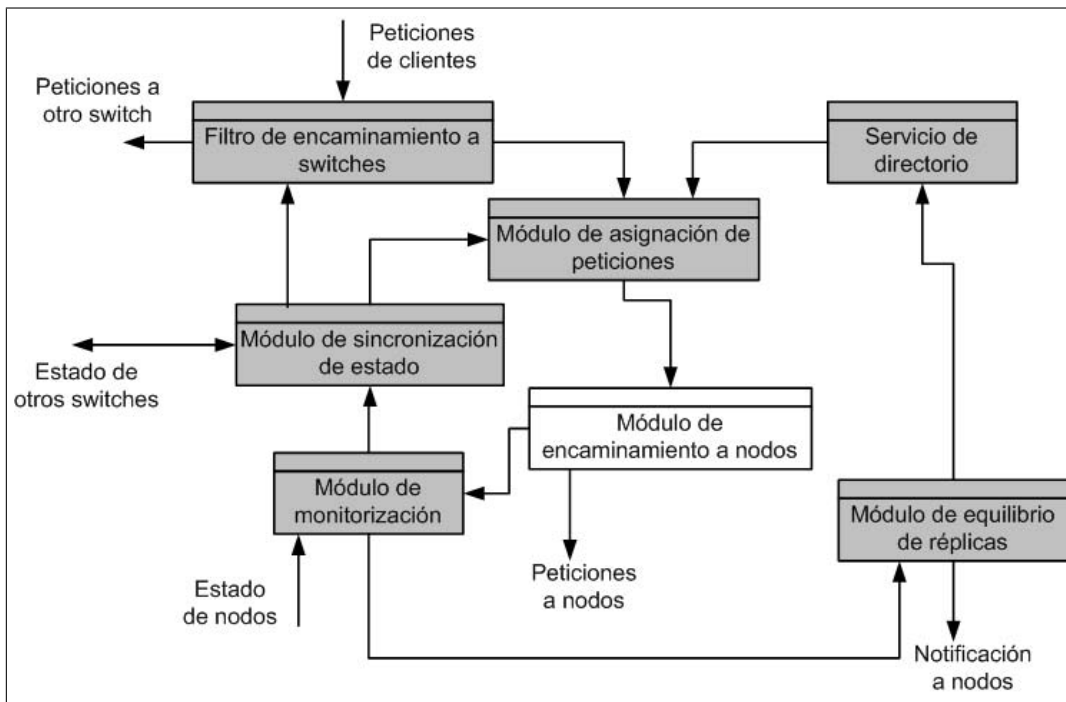 Peticiones
de clientes
Peticiones a
otro switch
Filtro de encaminamiento a
switches
Servicio de
directorio
Módulo de asignación de
peticiones
Módulo de sincronización
de estado
Estado de
otros switches
Módulo de
encaminamiento a nodos
Módulo de
monitorización
Módulo de equilibrio
de réplicas
Estado
de nodos
Peticiones
a nodos
Notificación
a nodos